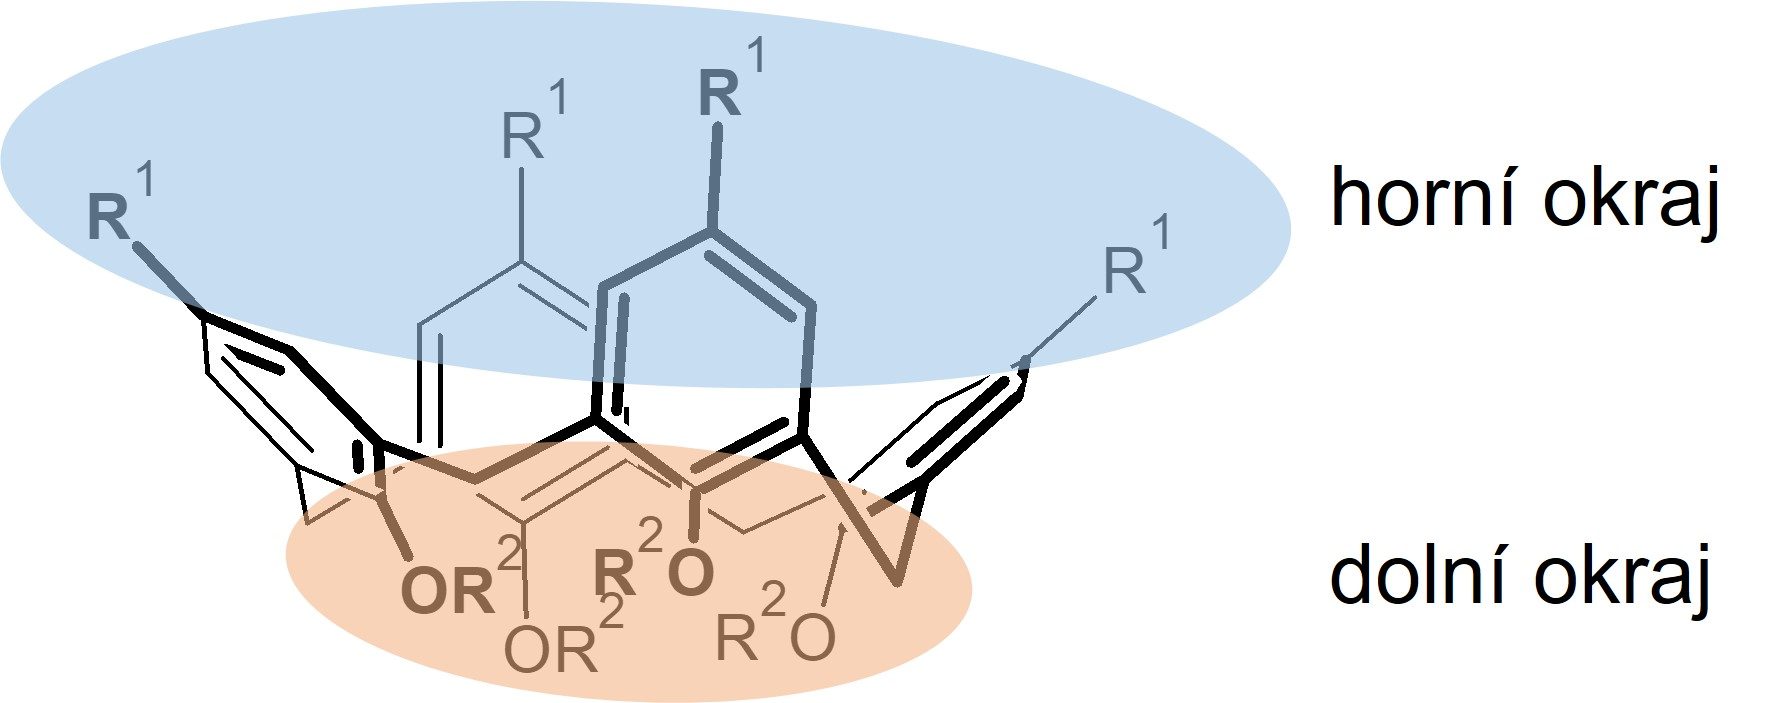 R¹
R¹
R¹
R¹
horní okraj
OR²
R²O
OR²
R²O
dolní okraj